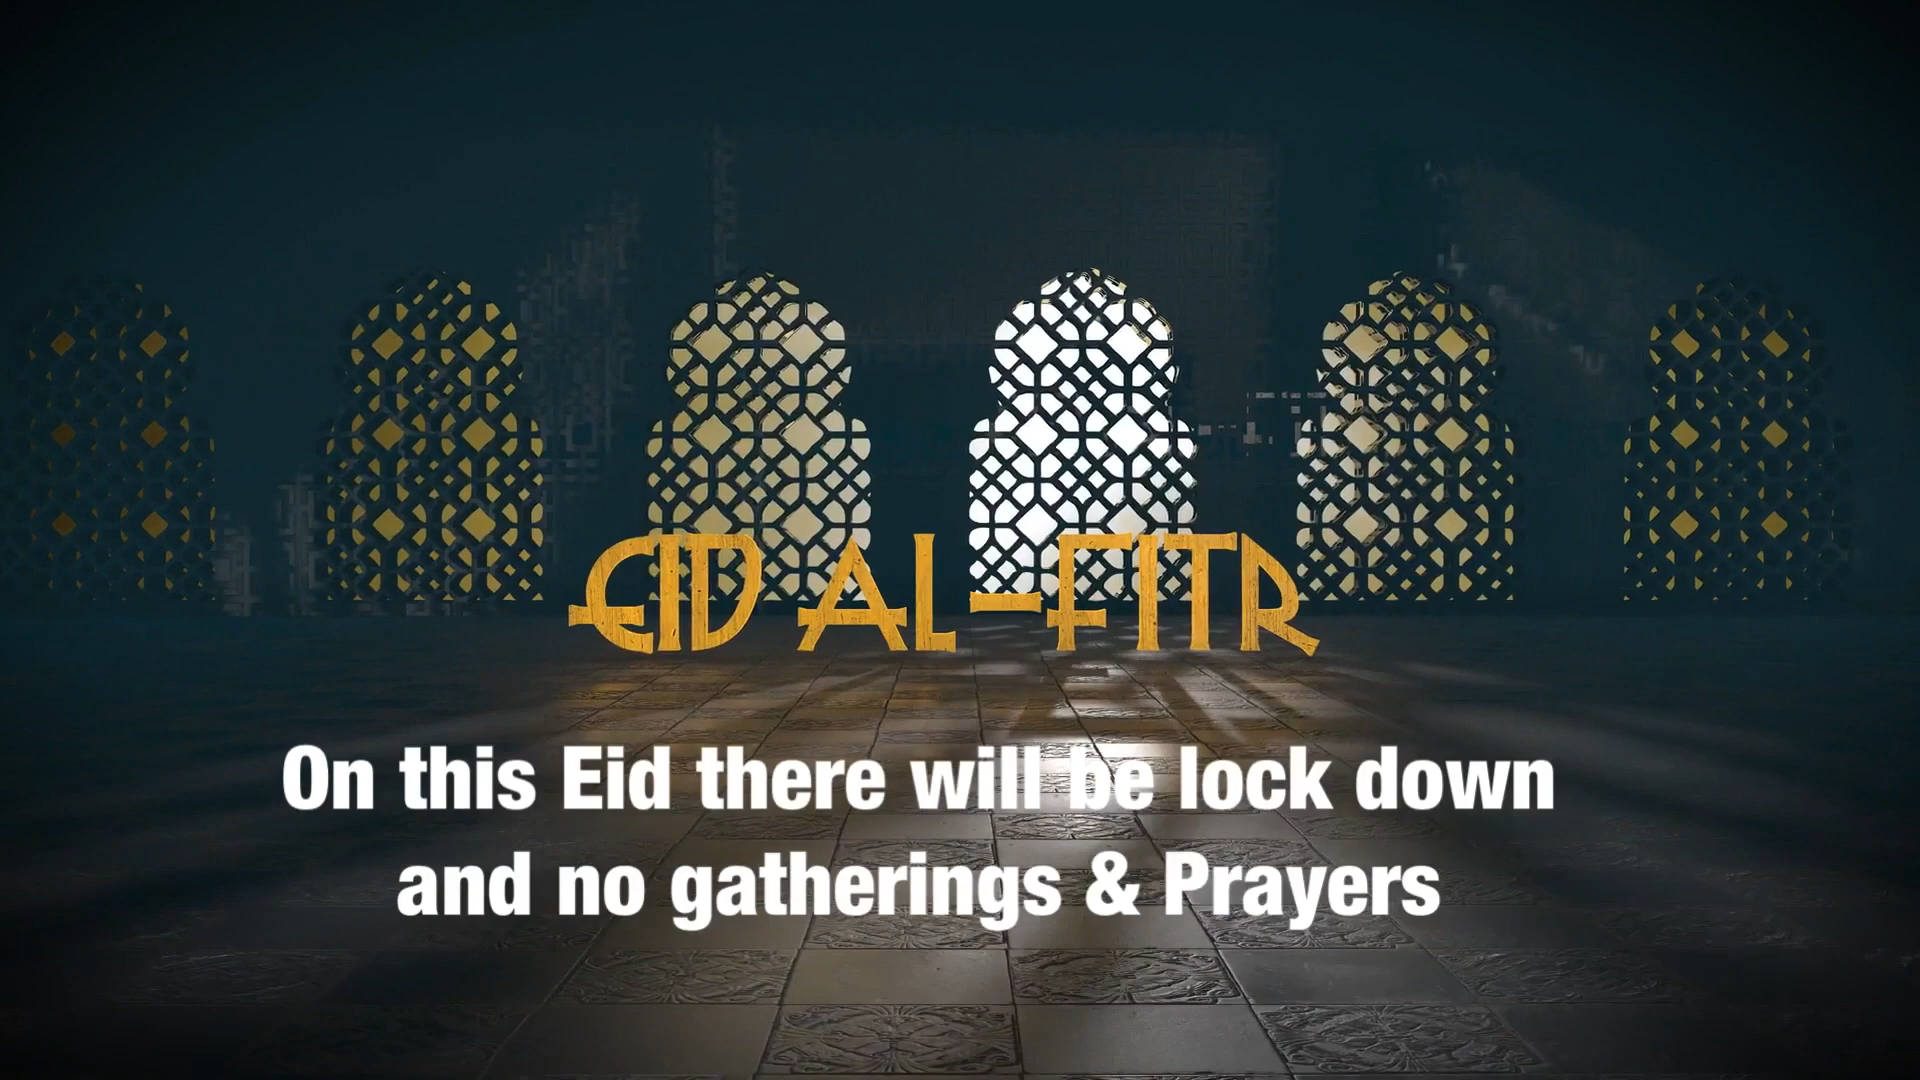 EID AL-FITR
On this Eid there will be lock down
and no gatherings & Prayers